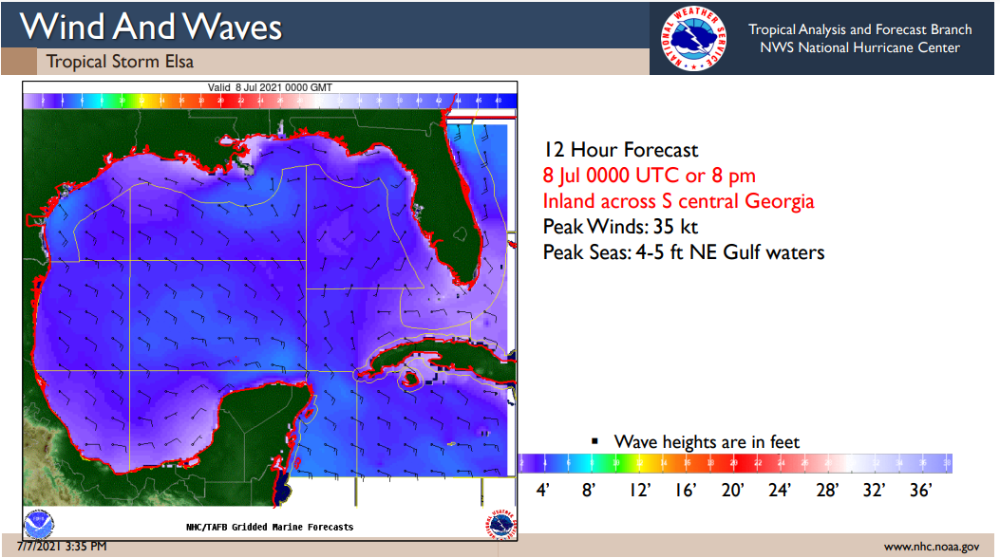 Wind And Waves
Tropical Storm Elsa
Tropical Analysis and Forecast Branch
NWS National Hurricane Center
NATIONAL WEATHER SERVICE
Valid 8 Jul 2021 0000 GMT
12 Hour Forecast
8 Jul 0000 UTC or 8 pm
Inland across S central Georgia
Peak Winds: 35 kt
Peak Seas: 4-5 ft NE Gulf waters
▪ Wave heights are in feet
4' 8' 12' 16' 20' 24' 28' 32' 36'
NHC/TAFB Gridded Marine Forecasts
7/7/2021 3:35 PM
www.nhc.noaa.gov